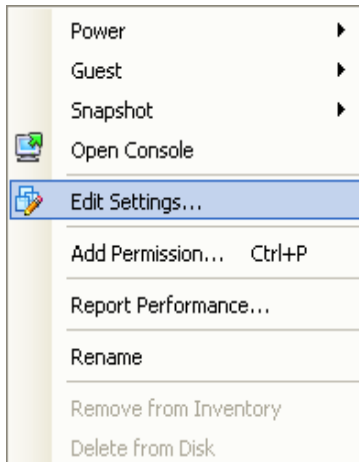 Power
Guest
Snapshot
Open Console
Edit Settings...
Add Permission... Ctrl+P
Report Performance...
Rename
Remove from Inventory
Delete from Disk